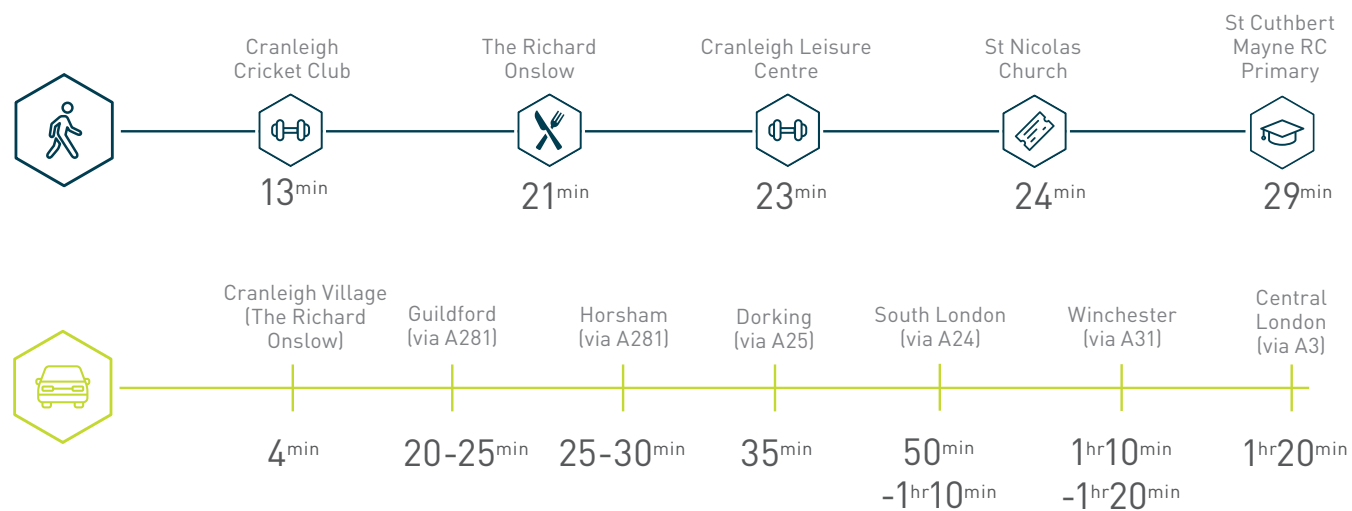 Cranleigh
Cricket Club
13min
The Richard
Onslow
21min
Cranleigh Leisure
Centre
23min
St Nicolas
Church
24min
St Cuthbert
Mayne RC
Primary
29min
Cranleigh Village
(The Richard
Onslow)
4min
Guildford
(via A281)
20-25min
Horsham
(via A281)
25-30min
Dorking
(via A25)
35min
South London
(via A24)
50min
-1hr10min
Winchester
(via A31)
1hr10min
-1hr20min
Central
London
(via A3)
1hr20min